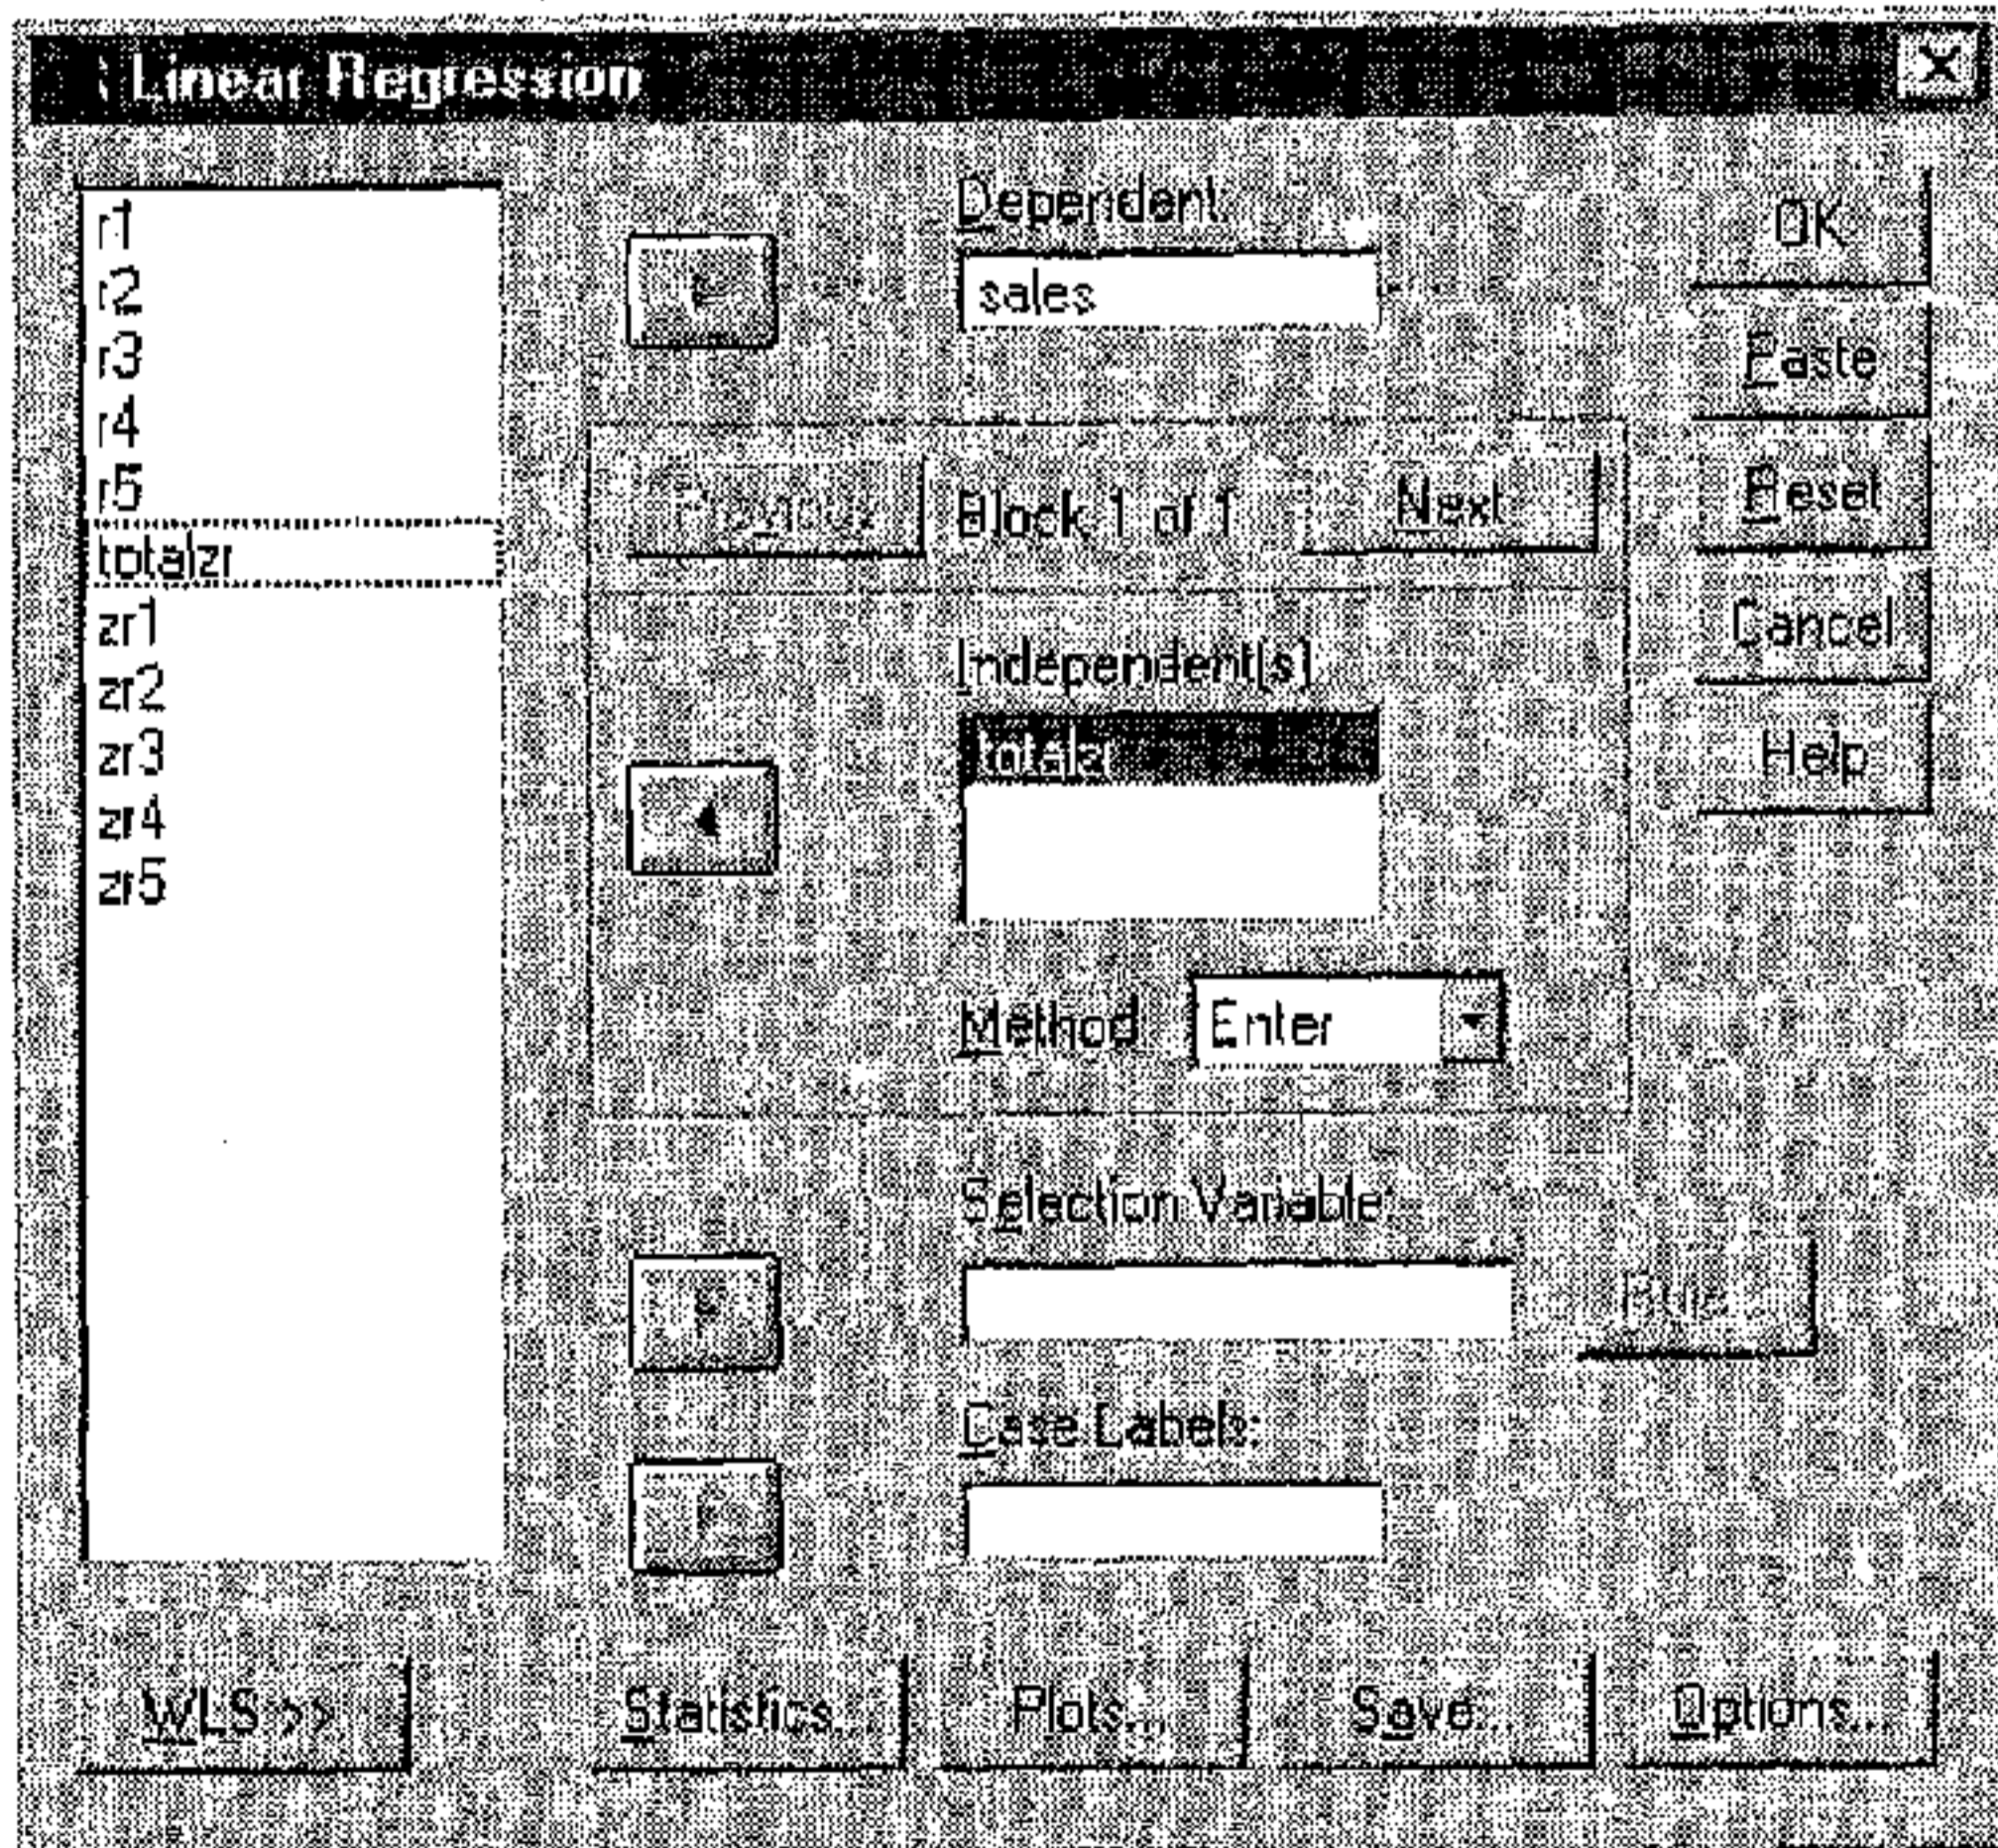 Linear Regression
r1
r2
r3
r4
r5
totalzr
zr1
zr2
zr3
zr4
zr5
Dependent:
sales
Previous
Block 1 of 1
Next
Independent(s)
totalzr
Method
Enter
Selection Variable:
Rule
Case Labels:
OK
Paste
Reset
Cancel
Help
WLS >>
Statistics...
Plots...
Save...
Options...